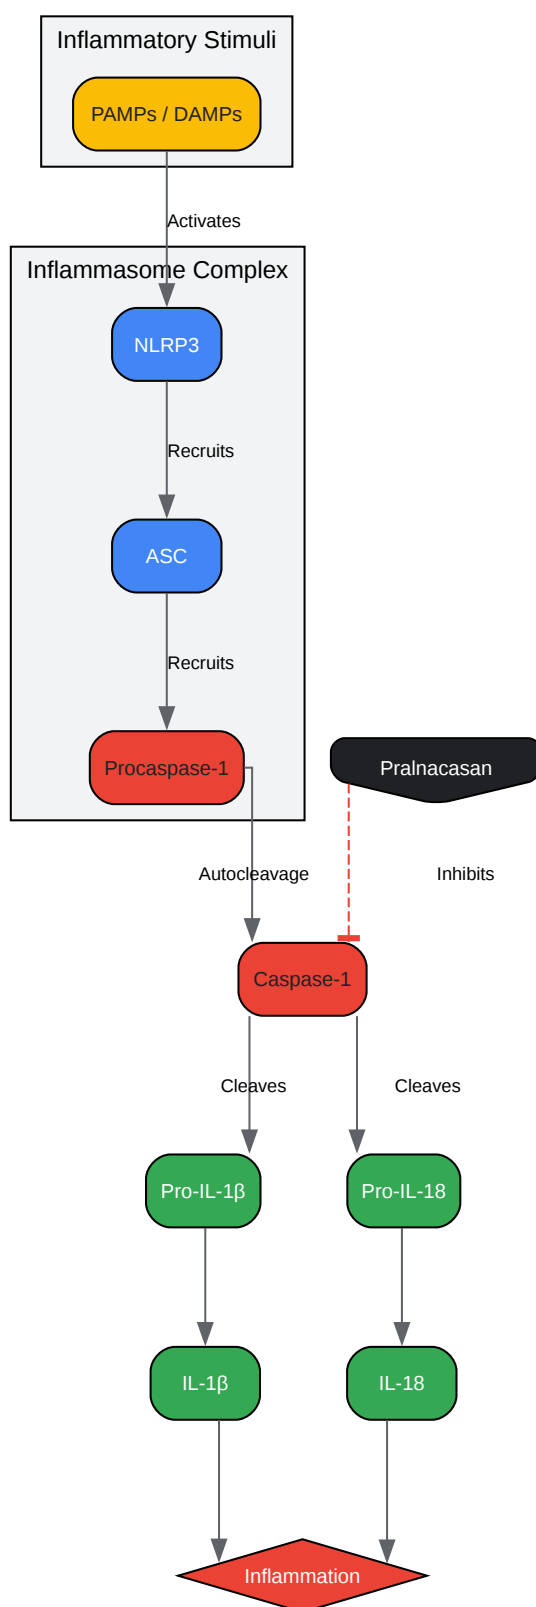 Inflammatory Stimuli
PAMPs / DAMPs
Activates
Inflammasome Complex
NLRP3
Recruits
ASC
Recruits
Procaspase-1
Pralnacasan
Autocleavage
Inhibits
Caspase-1
Cleaves
Cleaves
Pro-IL-1β
Pro-IL-18
IL-1β
IL-18
Inflammation